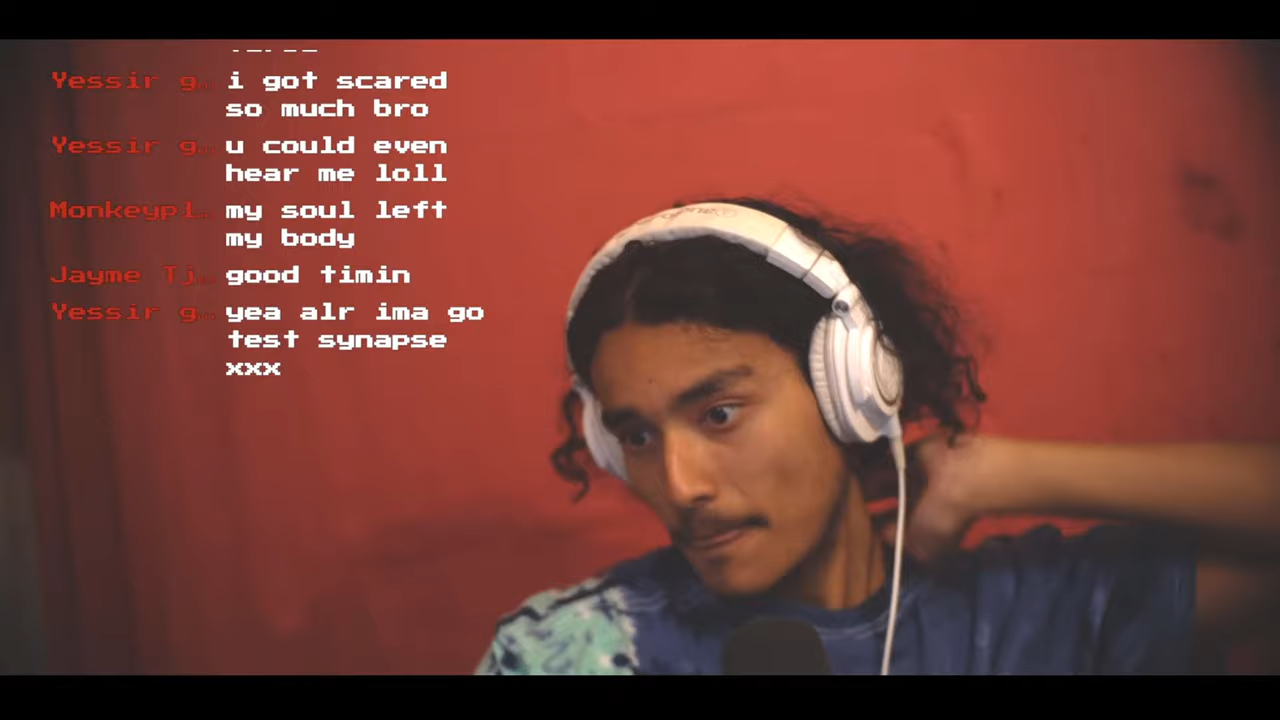 Yessir g.. i got scared
so much bro
Yessir g.. u could even
hear me loll
Monkeypl.. my soul left
my body
Jayme Tj.. good timin
Yessir g.. yea alr ima go
test synapse
xxx